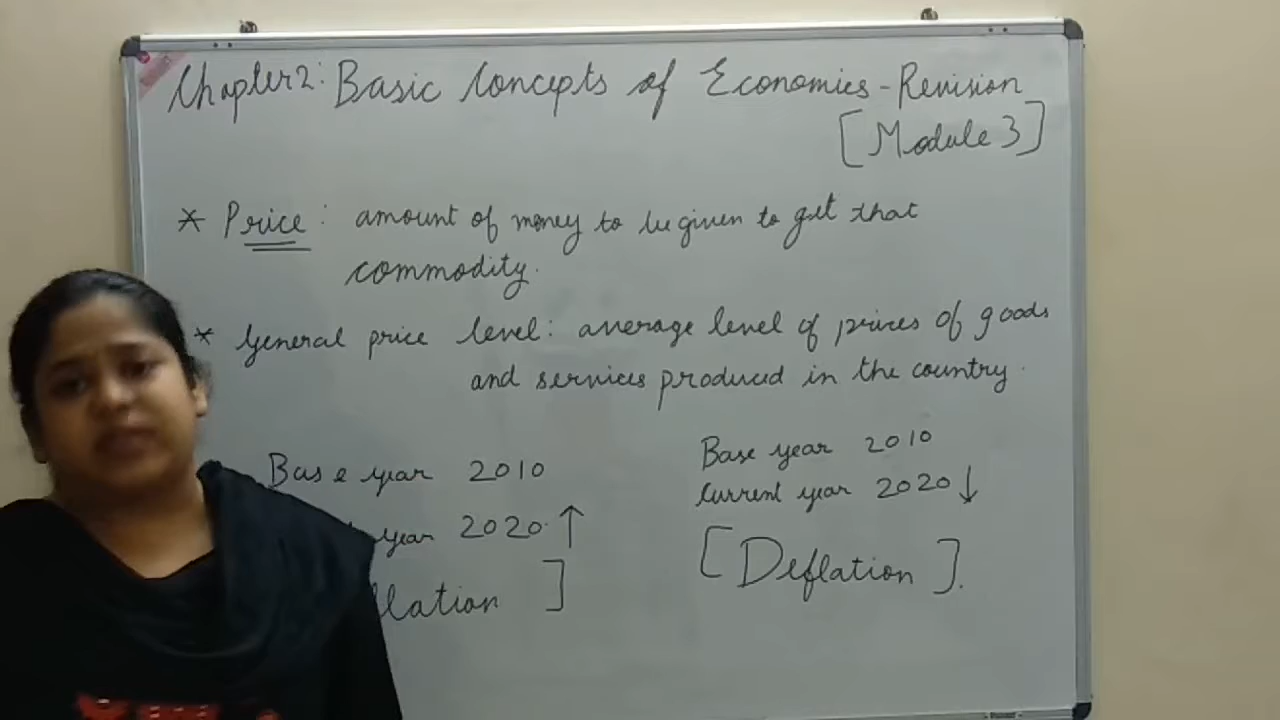 Chapter 2: Basic Concepts of Economics - Revision
[Module 3]
* Price: amount of money to be given to get that
commodity.
* General price level: average level of prices of goods
and services produced in the country.
Base year 2010
year 2020 ↑
flation ]
Base year 2010
Current year 2020 ↓
[Deflation].